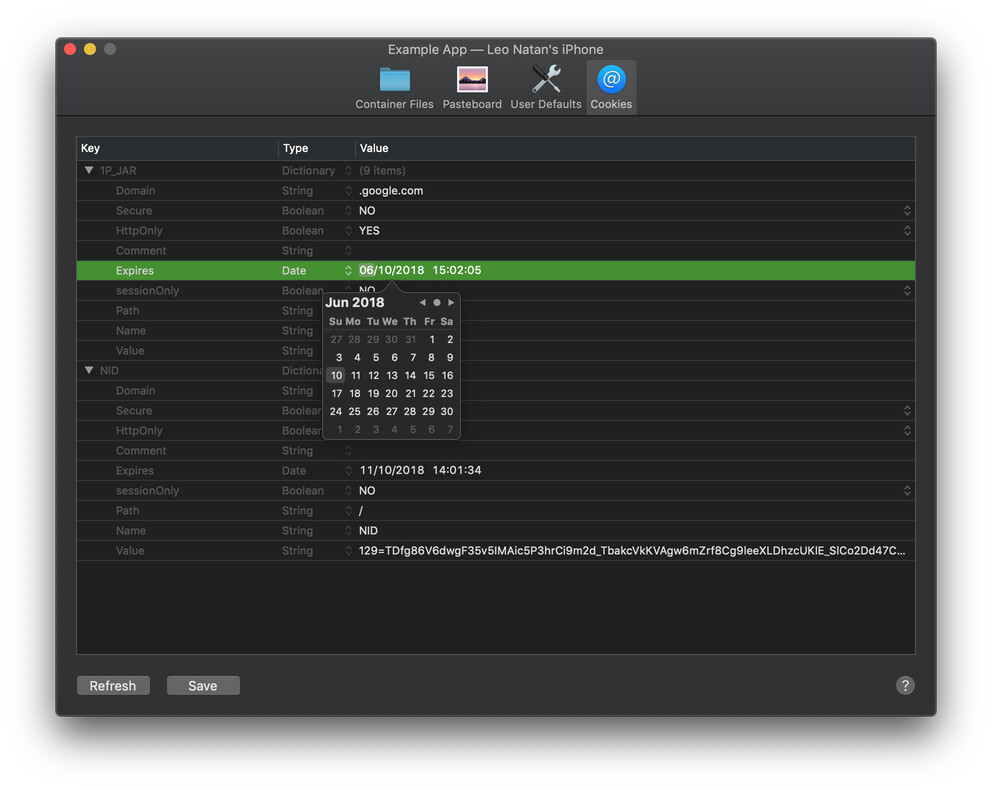 Example App — Leo Natan's iPhone
Container Files Pasteboard User Defaults Cookies
Key Type Value
1P_JAR Dictionary (9 items)
Domain String .google.com
Secure Boolean NO
HttpOnly Boolean YES
Comment String
Expires Date 06/10/2018 15:02:05
sessionOnly Boolean NO
Path String
Name String
Value String
Jun 2018
Su Mo Tu We Th Fr Sa
27 28 29 30 31 1 2
3 4 5 6 7 8 9
10 11 12 13 14 15 16
17 18 19 20 21 22 23
24 25 26 27 28 29 30
1 2 3 4 5 6 7
NID Dictiona
Domain String
Secure Boolean
HttpOnly Boolean
Comment String
Expires Date 11/10/2018 14:01:34
sessionOnly Boolean NO
Path String /
Name String NID
Value String
Refresh Save ?